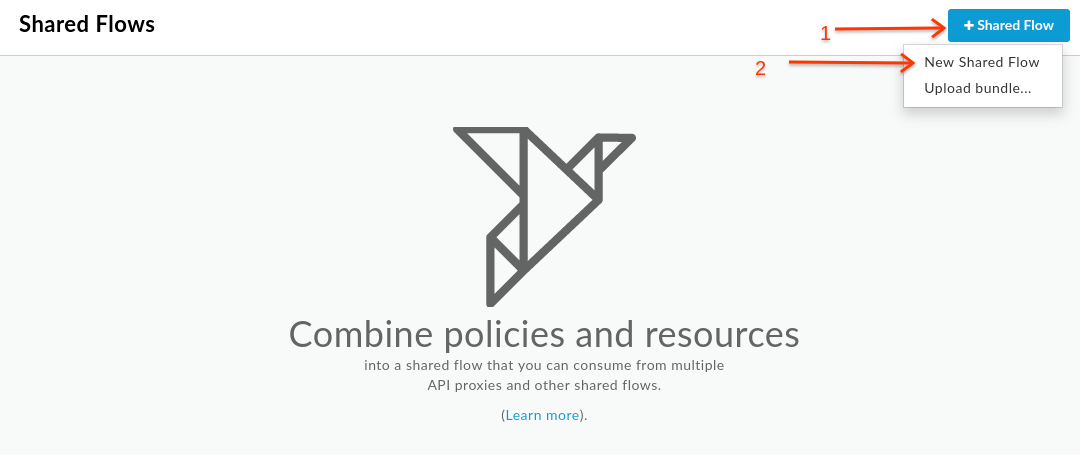 Shared Flows
1
+ Shared Flow
2
New Shared Flow
Upload bundle...
Combine policies and resources
into a shared flow that you can consume from multiple
API proxies and other shared flows.
(Learn more).